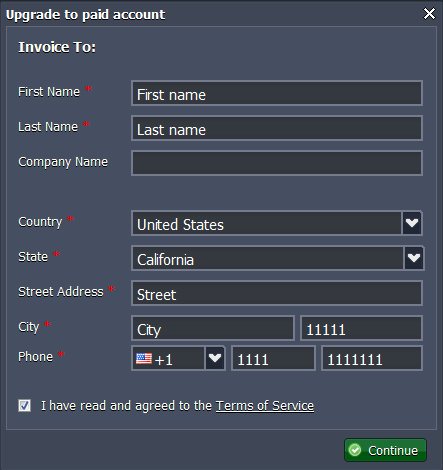 Upgrade to paid account
Invoice To:
First Name * First name
Last Name * Last name
Company Name
Country * United States
State * California
Street Address * Street
City * City 11111
Phone * +1 1111 1111111
I have read and agreed to the Terms of Service
Continue